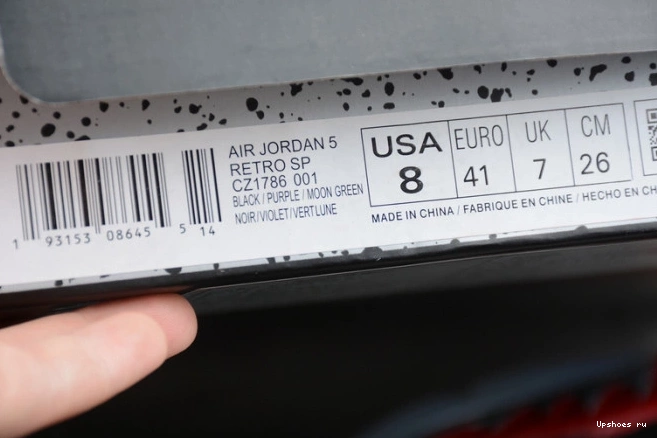 AIR JORDAN 5
RETRO SP
CZ1786 001
BLACK / PURPLE / MOON GREEN
NOIR/VIOLET/VERT LUNE
1 93153 08645 5 14
USA EURO UK CM
8 41 7 26
MADE IN CHINA / FABRIQUE EN CHINE / HECHO EN CH
Upshoes ru